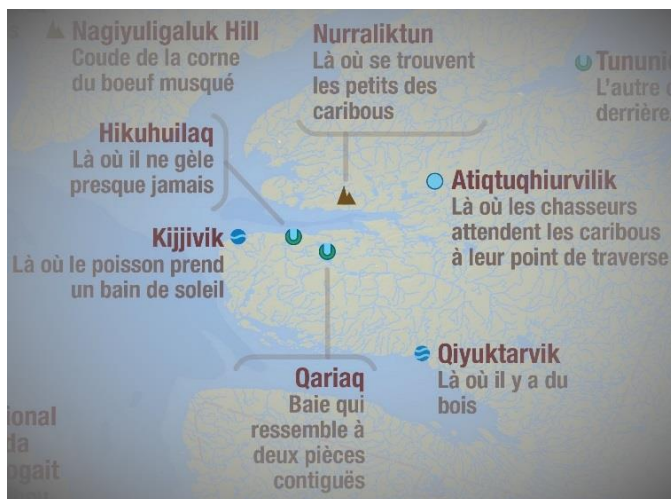 Nagiyuligaluk Hill
Coude de la corne
du boeuf musqué
Nurraliktun
Là où se trouvent
les petits des
caribous
L'autre
derrière
Hikuhuilaq
Là où il ne gèle
presque jamais
Atiqtuqhiurvilik
Là où les chasseurs
attendent les caribous
à leur point de traverse
Kijjivik
Là où le poisson prend
un bain de soleil
Qiyuktarvik
Là où il y a du
bois
Qariaq
Baie qui
ressemble à
deux pièces
contiguës